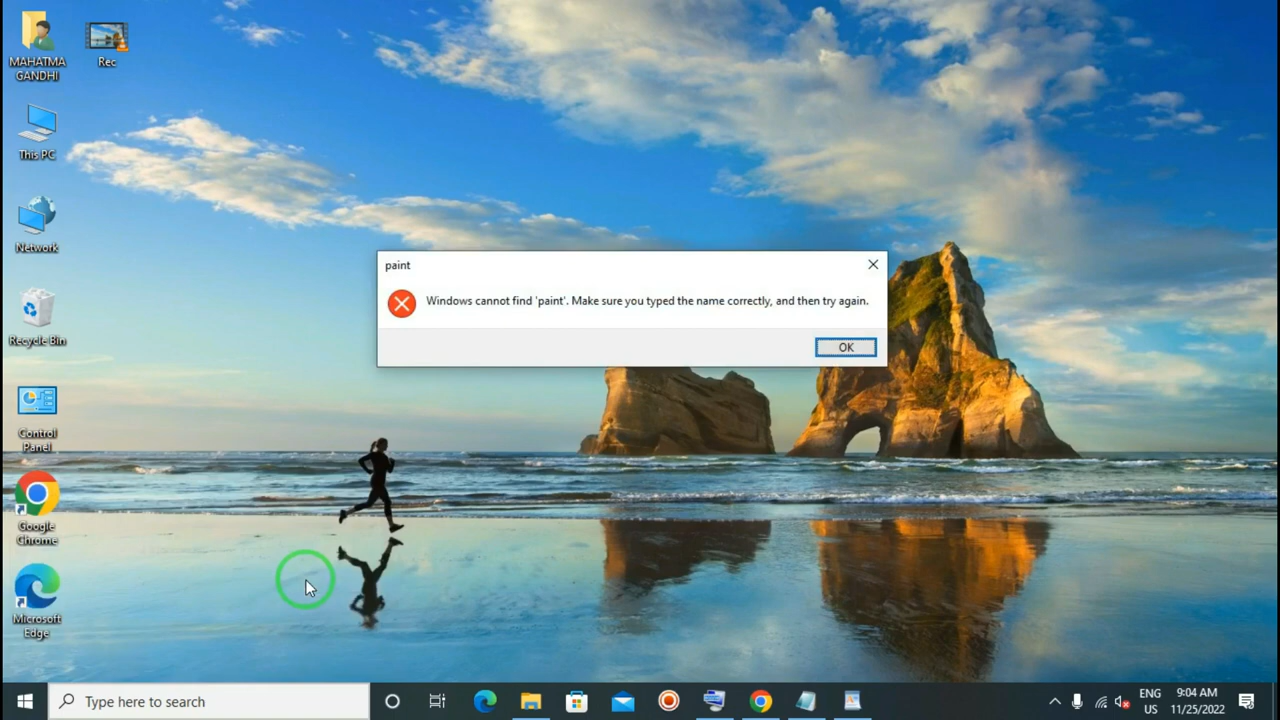 MAHATMA
GANDHI
Rec
This PC
Network
Recycle Bin
Control
Panel
Google
Chrome
Microsoft
Edge
paint
Windows cannot find 'paint'. Make sure you typed the name correctly, and then try again.
OK
Type here to search
ENG
US
9:04 AM
11/25/2022